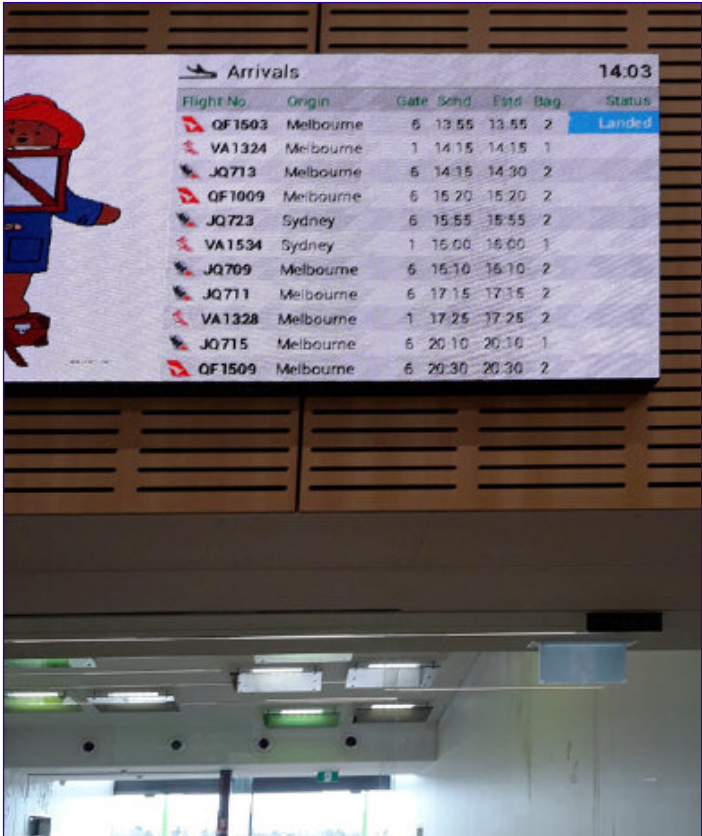 Arrivals 14:03
Flight No. Origin Gate Schd Estd Bag Status
QF1503 Melbourne 6 13:55 13:55 2 Landed
VA1324 Melbourne 1 14:15 14:15 1
JQ713 Melbourne 6 14:15 14:30 2
QF1009 Melbourne 6 15:20 15:20 2
JQ723 Sydney 6 15:55 15:55 2
VA1534 Sydney 1 16:00 16:00 1
JQ709 Melbourne 6 16:10 16:10 2
JQ711 Melbourne 6 17:15 17:15 2
VA1328 Melbourne 1 17:25 17:25 2
JQ715 Melbourne 6 20:10 20:10 1
QF1509 Melbourne 6 20:30 20:30 2